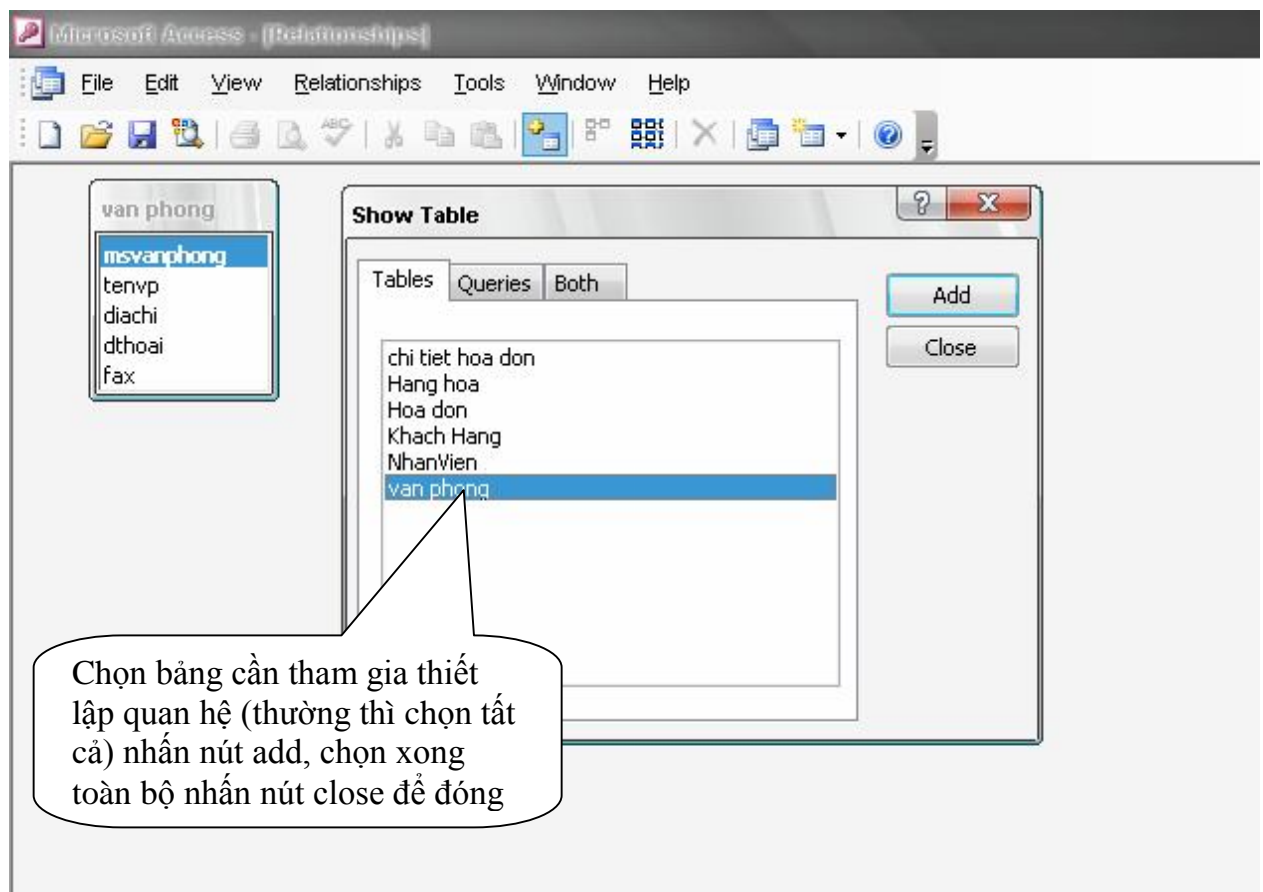 Microsoft Access - [Relationships]
File Edit View Relationships Tools Window Help
van phong
msvanphong
tenvp
diachi
dthoai
fax
Show Table
Tables Queries Both
Add
Close
chi tiet hoa don
Hang hoa
Hoa don
Khach Hang
NhanVien
van phong
Chọn bảng cần tham gia thiết
lập quan hệ (thường thì chọn tất
cả) nhấn nút add, chọn xong
toàn bộ nhấn nút close để đóng